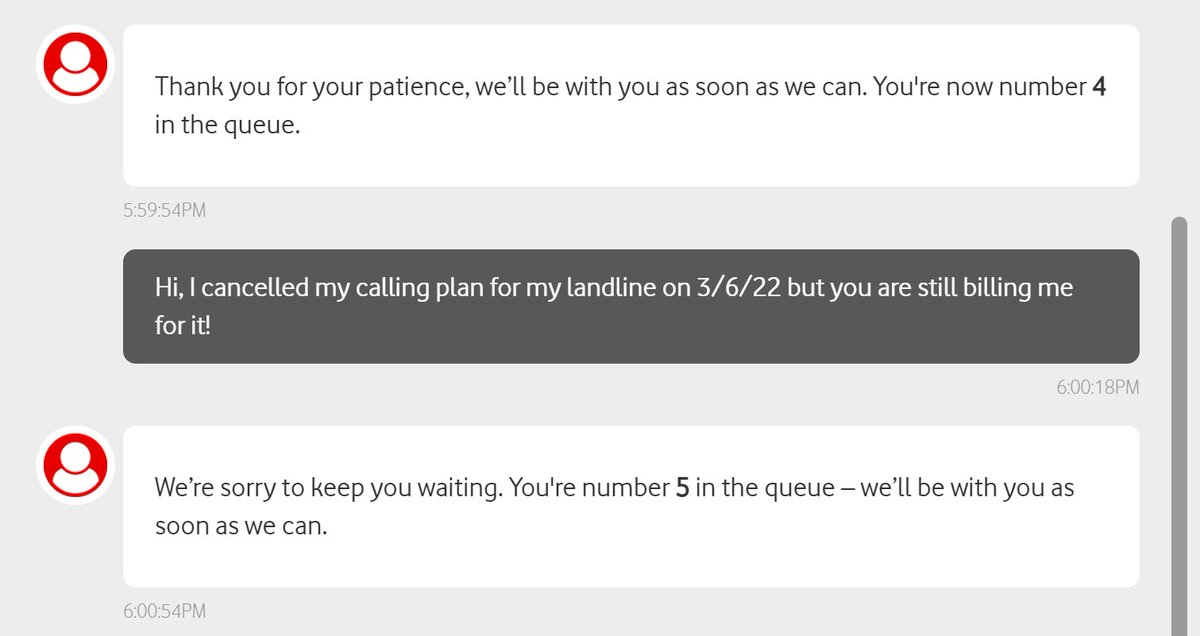 Thank you for your patience, we’ll be with you as soon as we can. You're now number 4
in the queue.
5:59:54PM
Hi, I cancelled my calling plan for my landline on 3/6/22 but you are still billing me
for it!
6:00:18PM
We’re sorry to keep you waiting. You're number 5 in the queue – we’ll be with you as
soon as we can.
6:00:54PM